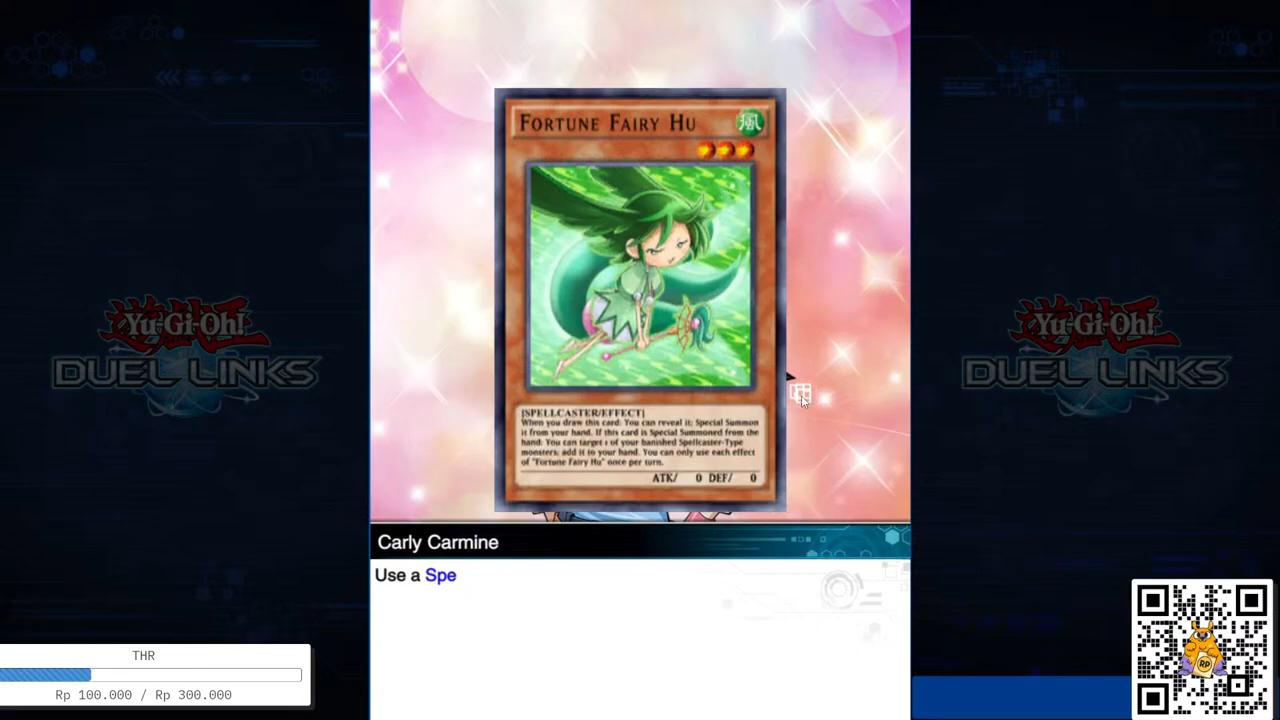 FORTUNE FAIRY HU
風
[SPELLCASTER/EFFECT]
When you draw this card: You can reveal it; Special Summon
it from your hand. If this card is Special Summoned from the
hand: You can target 1 of your banished Spellcaster-Type
monsters; add it to your hand. You can only use each effect
of "Fortune Fairy Hu" once per turn.
ATK/ 0 DEF/ 0
Yu-Gi-Oh!
DUEL LINKS
Yu-Gi-Oh!
DUEL LINKS
Carly Carmine
Use a Spe
THR
Rp 100.000 / Rp 300.000
RP